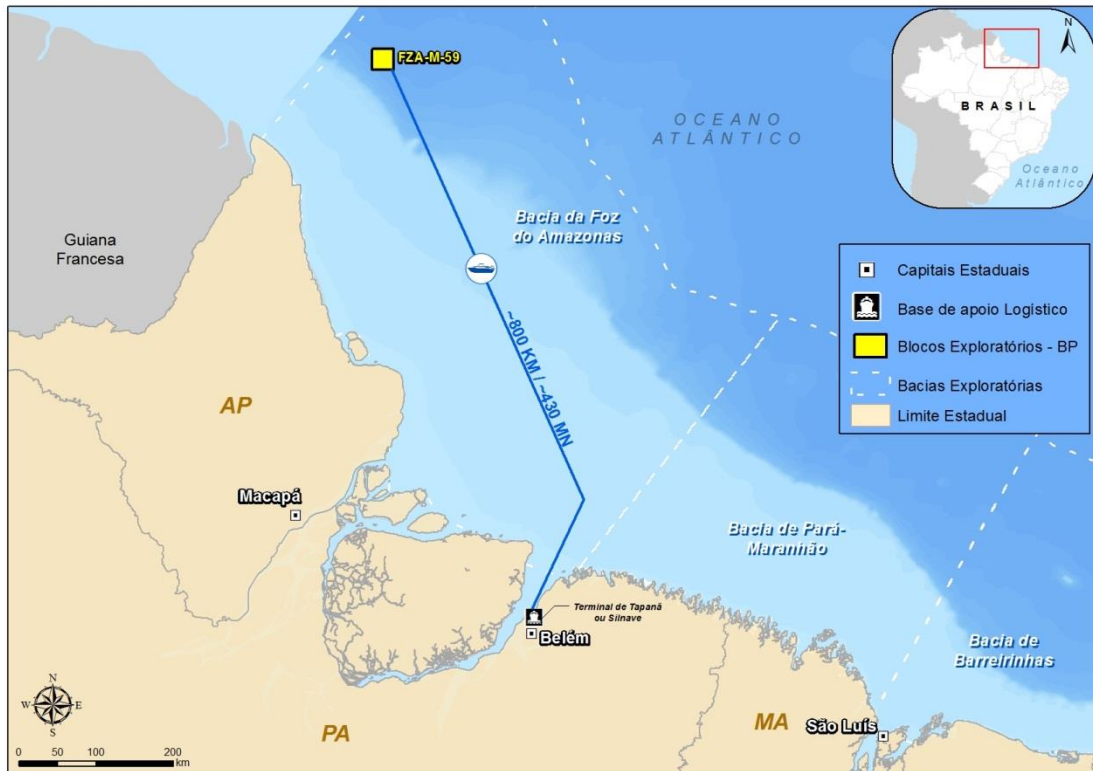 FZA-M-59
OCEANO
ATLÂNTICO
N
BRASIL
Oceano
Atlântico
Bacia da Foz
do Amazonas
Guiana
Francesa
Capitais Estaduais
Base de apoio Logístico
Blocos Exploratórios - BP
Bacias Exploratórias
Limite Estadual
~800 KM / ~430 MN
AP
Macapá
Bacia de Pará-
Maranhão
Terminal de Tapanã
ou Silnave
Belém
Bacia de
Barreirinhas
N
W
E
S
PA
MA
São Luís
0 50 100 200
km